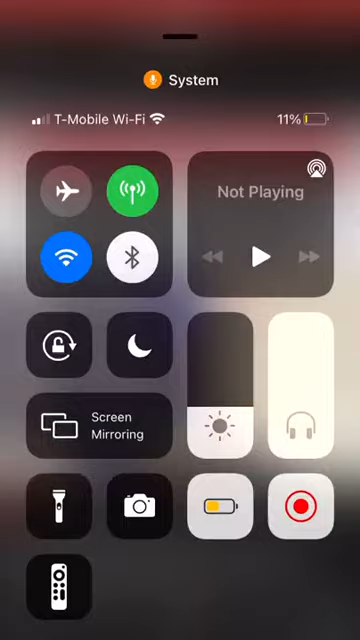 System
T-Mobile Wi-Fi 11%
Not Playing
Screen
Mirroring